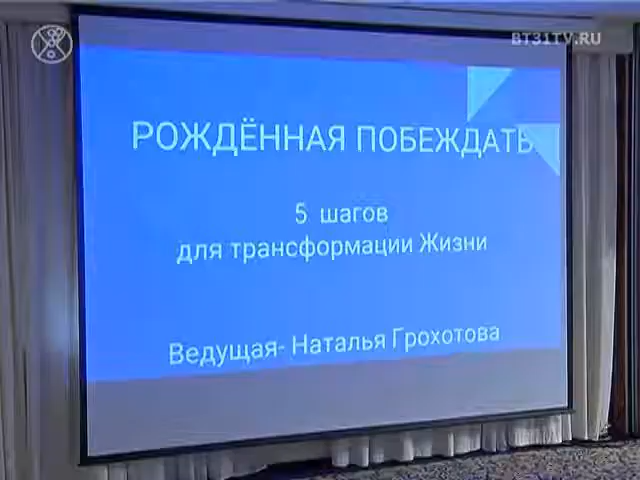 BT31TV.RU
РОЖДЁННАЯ ПОБЕЖДАТЬ
5 шагов
для трансформации Жизни
Ведущая- Наталья Грохотова